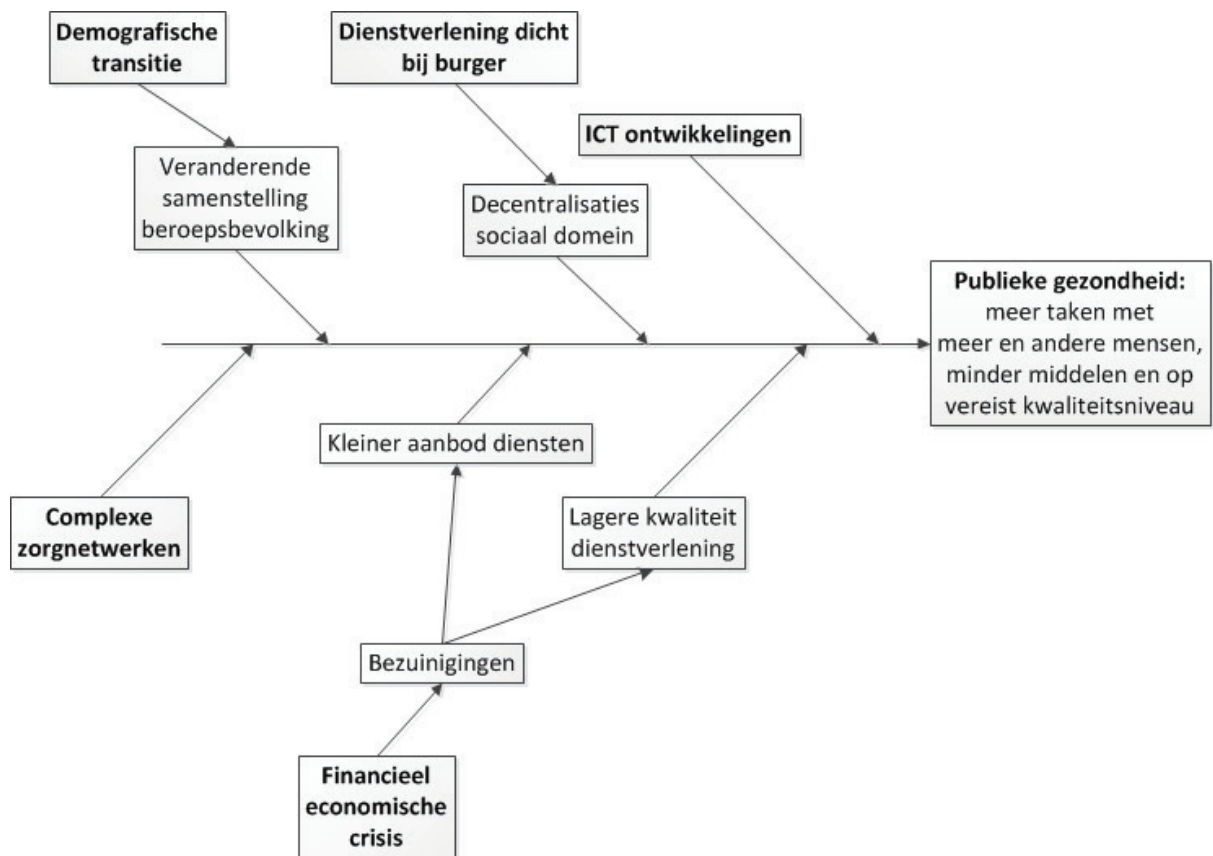 Demografische
transitie
Dienstverlening dicht
bij burger
ICT ontwikkelingen
Veranderende
samenstelling
beroepsbevolking
Decentralisaties
sociaal domein
Publieke gezondheid:
meer taken met
meer en andere mensen,
minder middelen en op
vereist kwaliteitsniveau
Kleiner aanbod diensten
Complexe
zorgnetwerken
Lagere kwaliteit
dienstverlening
Bezuinigingen
Financieel
economische
crisis